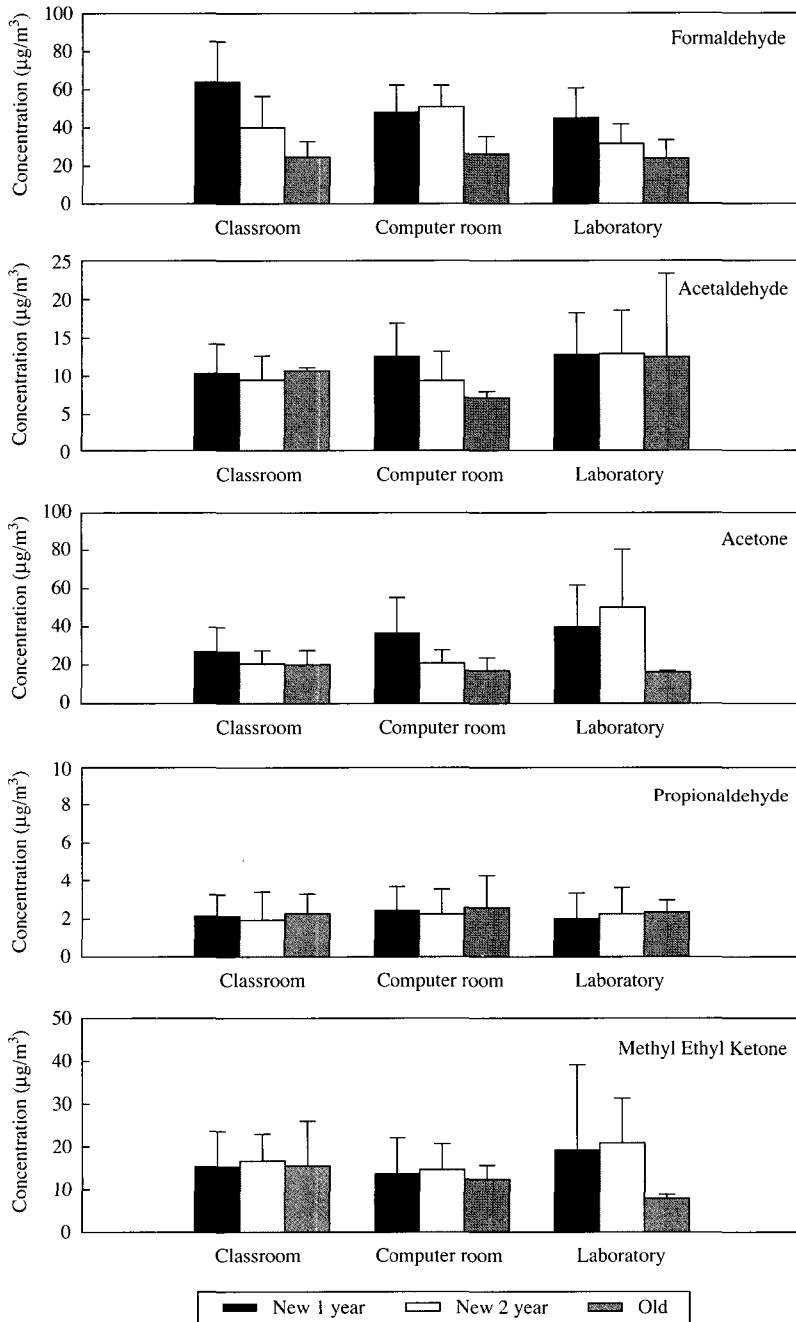 Formaldehyde
Concentration (µg/m³)
100
80
60
40
20
0
Classroom Computer room Laboratory
Acetaldehyde
Concentration (µg/m³)
25
20
15
10
5
0
Classroom Computer room Laboratory
Acetone
Concentration (µg/m³)
100
80
60
40
20
0
Classroom Computer room Laboratory
Propionaldehyde
Concentration (µg/m³)
10
8
6
4
2
0
Classroom Computer room Laboratory
Methyl Ethyl Ketone
Concentration (µg/m³)
50
40
30
20
10
0
Classroom Computer room Laboratory
New 1 year New 2 year Old